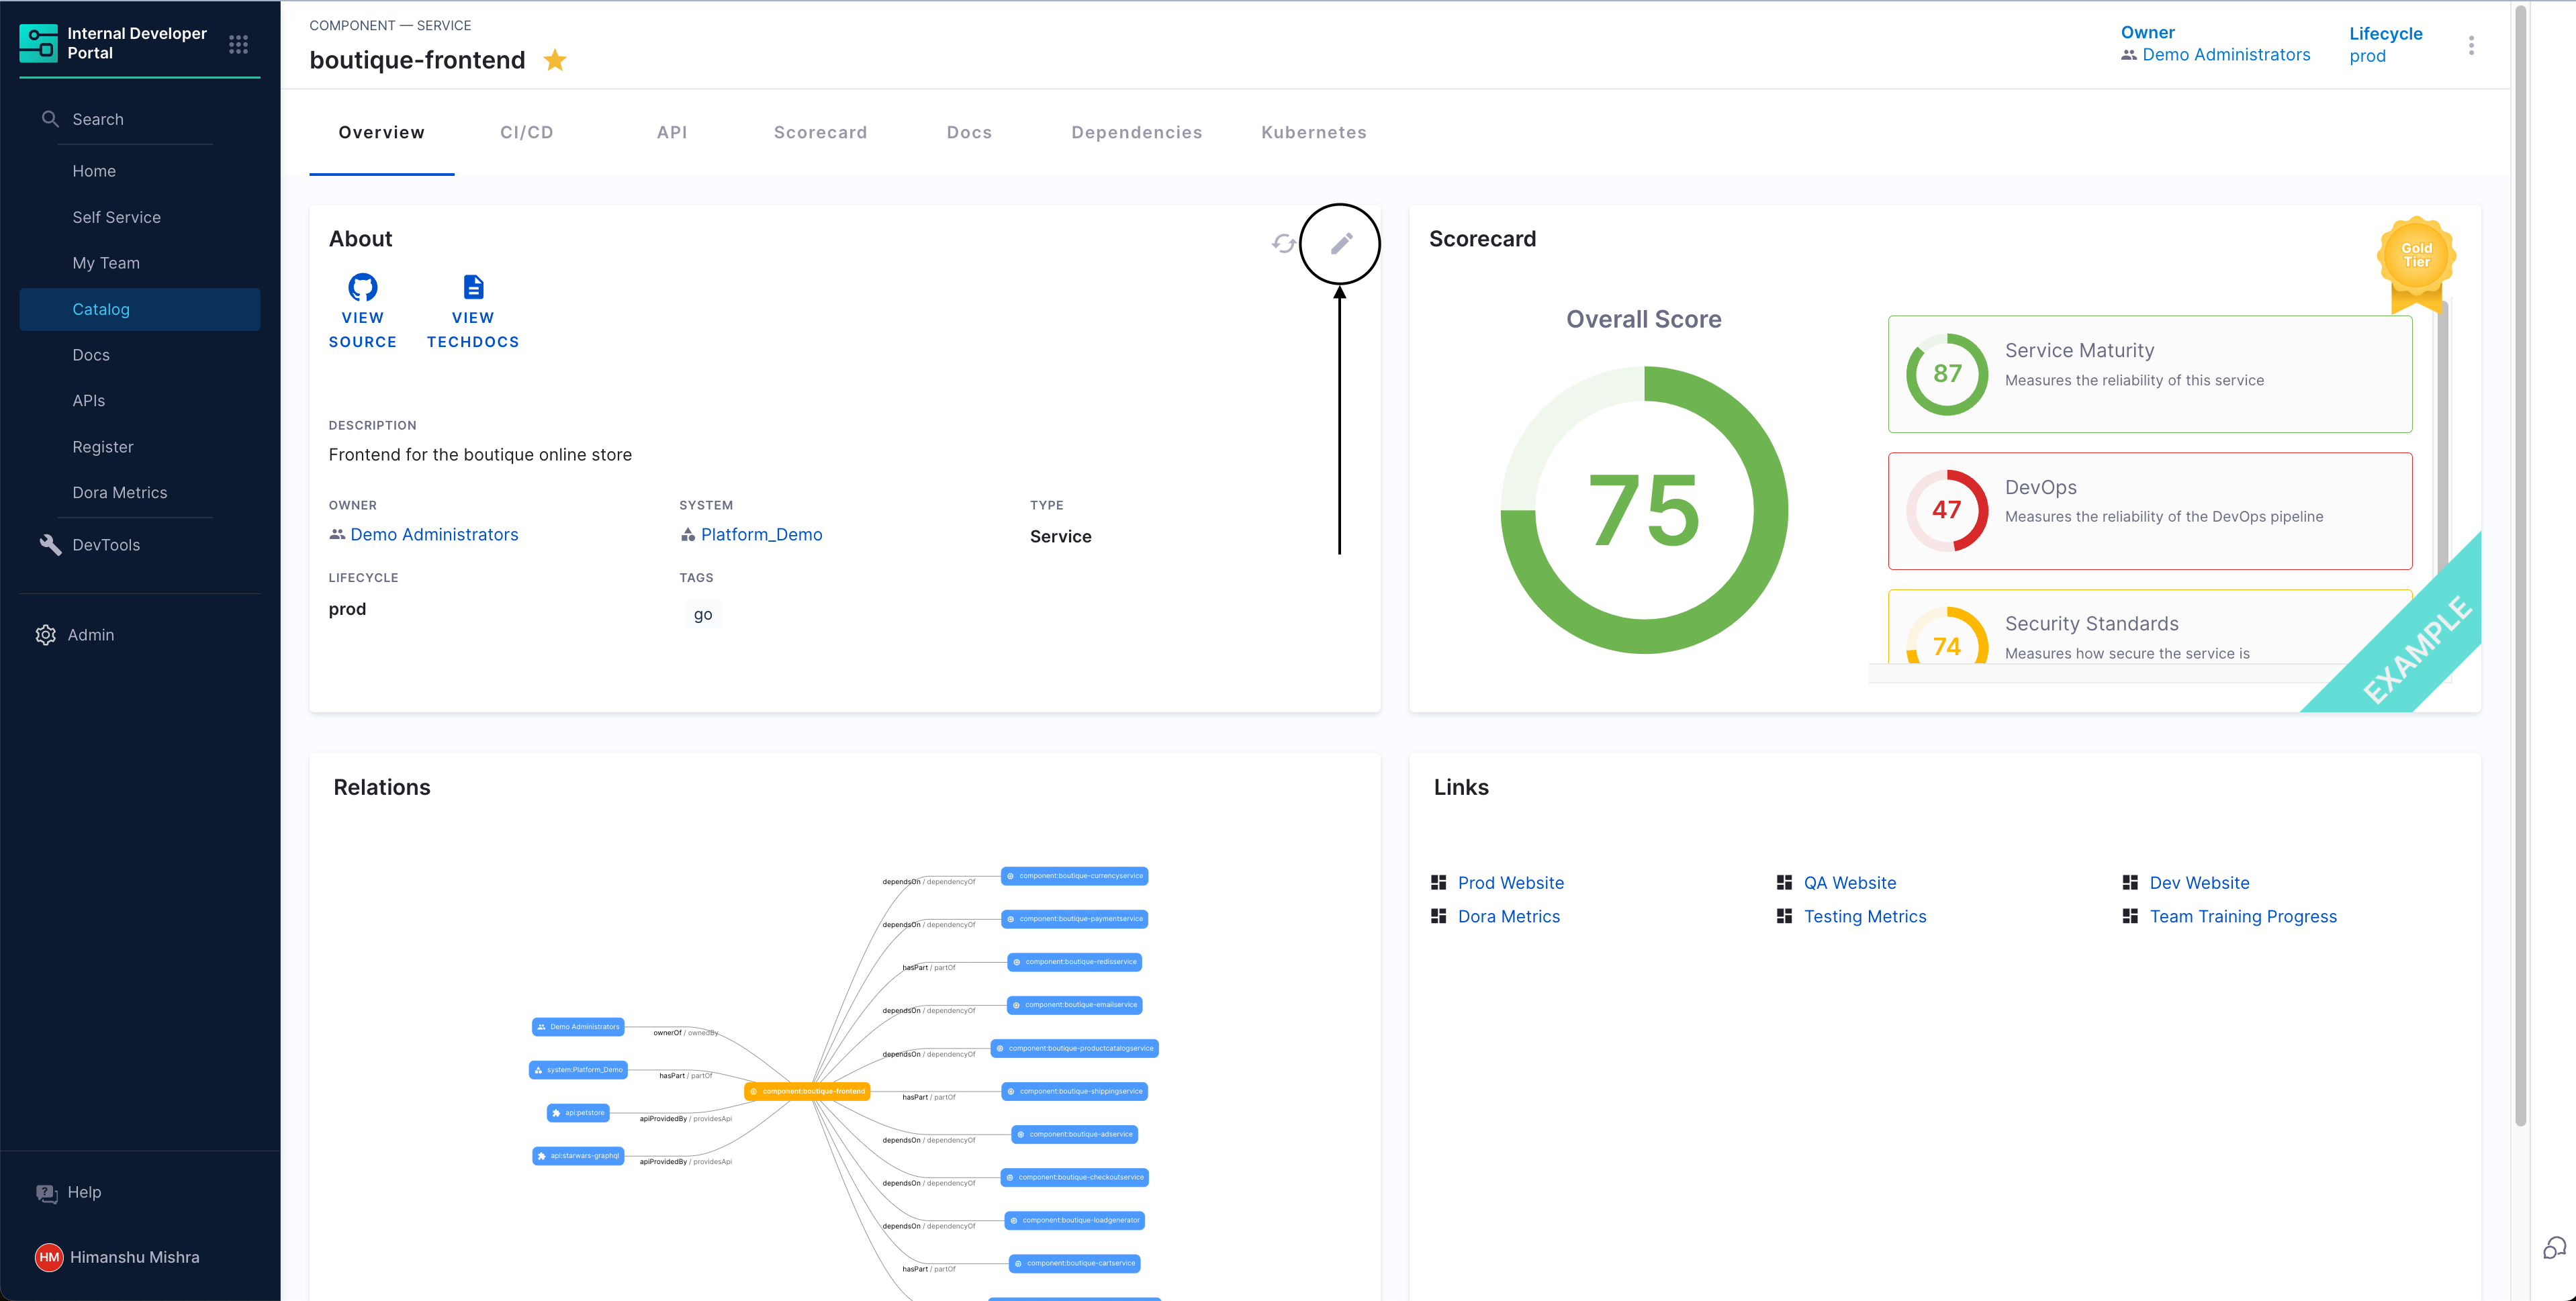 Internal Developer
Portal
Search
Home
Self Service
My Team
Catalog
Docs
APIs
Register
Dora Metrics
DevTools
Admin
Help
HM Himanshu Mishra
COMPONENT — SERVICE
boutique-frontend
Owner
Demo Administrators
Lifecycle
prod
Overview CI/CD API Scorecard Docs Dependencies Kubernetes
About
VIEW
SOURCE
VIEW
TECHDOCS
DESCRIPTION
Frontend for the boutique online store
OWNER
Demo Administrators
SYSTEM
Platform_Demo
TYPE
Service
LIFECYCLE
prod
TAGS
go
Scorecard
Gold
Tier
Overall Score
75
87
Service Maturity
Measures the reliability of this service
47
DevOps
Measures the reliability of the DevOps pipeline
74
Security Standards
Measures how secure the service is
EXAMPLE
Relations
Demo Administrators
ownerOf / ownedBy
system:Platform_Demo
hasPart / partOf
api:petstore
apiProvidedBy / providesApi
api:starwars-graphql
apiProvidedBy / providesApi
component:boutique-frontend
dependsOn / dependencyOf
component:boutique-currencyservice
dependsOn / dependencyOf
component:boutique-paymentservice
hasPart / partOf
component:boutique-redisservice
dependsOn / dependencyOf
component:boutique-emailservice
dependsOn / dependencyOf
component:boutique-productcatalogservice
hasPart / partOf
component:boutique-shippingservice
dependsOn / dependencyOf
component:boutique-adservice
dependsOn / dependencyOf
component:boutique-checkoutservice
dependsOn / dependencyOf
component:boutique-loadgenerator
hasPart / partOf
component:boutique-cartservice
Links
Prod Website QA Website Dev Website
Dora Metrics Testing Metrics Team Training Progress